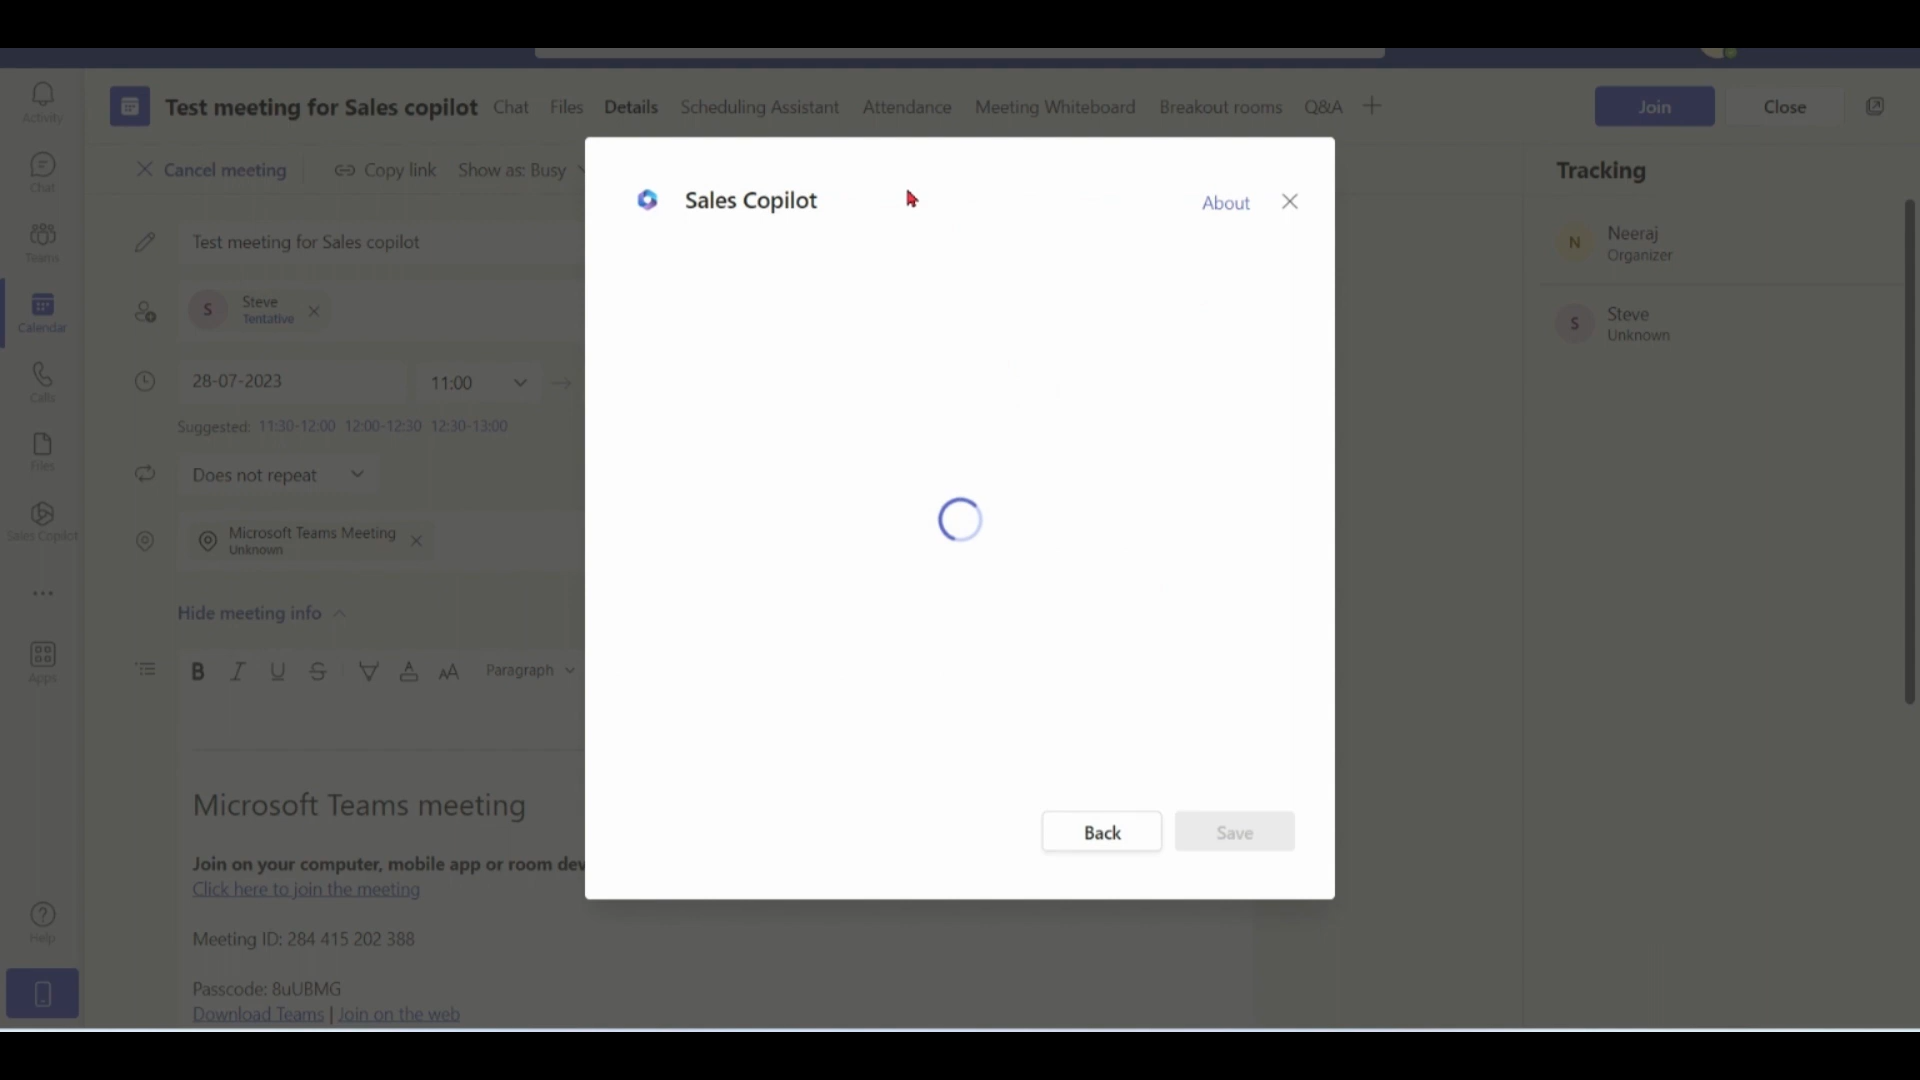 Activity
Chat
Teams
Calendar
Calls
Files
Sales Copilot
Apps
Help
Test meeting for Sales copilot Chat Files Details Scheduling Assistant Attendance Meeting Whiteboard Breakout rooms Q&A Join Close
Cancel meeting Copy link Show as: Busy
Test meeting for Sales copilot
S Steve
Tentative
28-07-2023 11:00
Suggested: 11:30-12:00 12:00-12:30 12:30-13:00
Does not repeat
Microsoft Teams Meeting
Unknown
Hide meeting info
B I U S A AA Paragraph
Microsoft Teams meeting
Join on your computer, mobile app or room dev
Click here to join the meeting
Meeting ID: 284 415 202 388
Passcode: 8uUBMG
Download Teams | Join on the web
Sales Copilot About
Back Save
Tracking
N Neeraj
Organizer
S Steve
Unknown